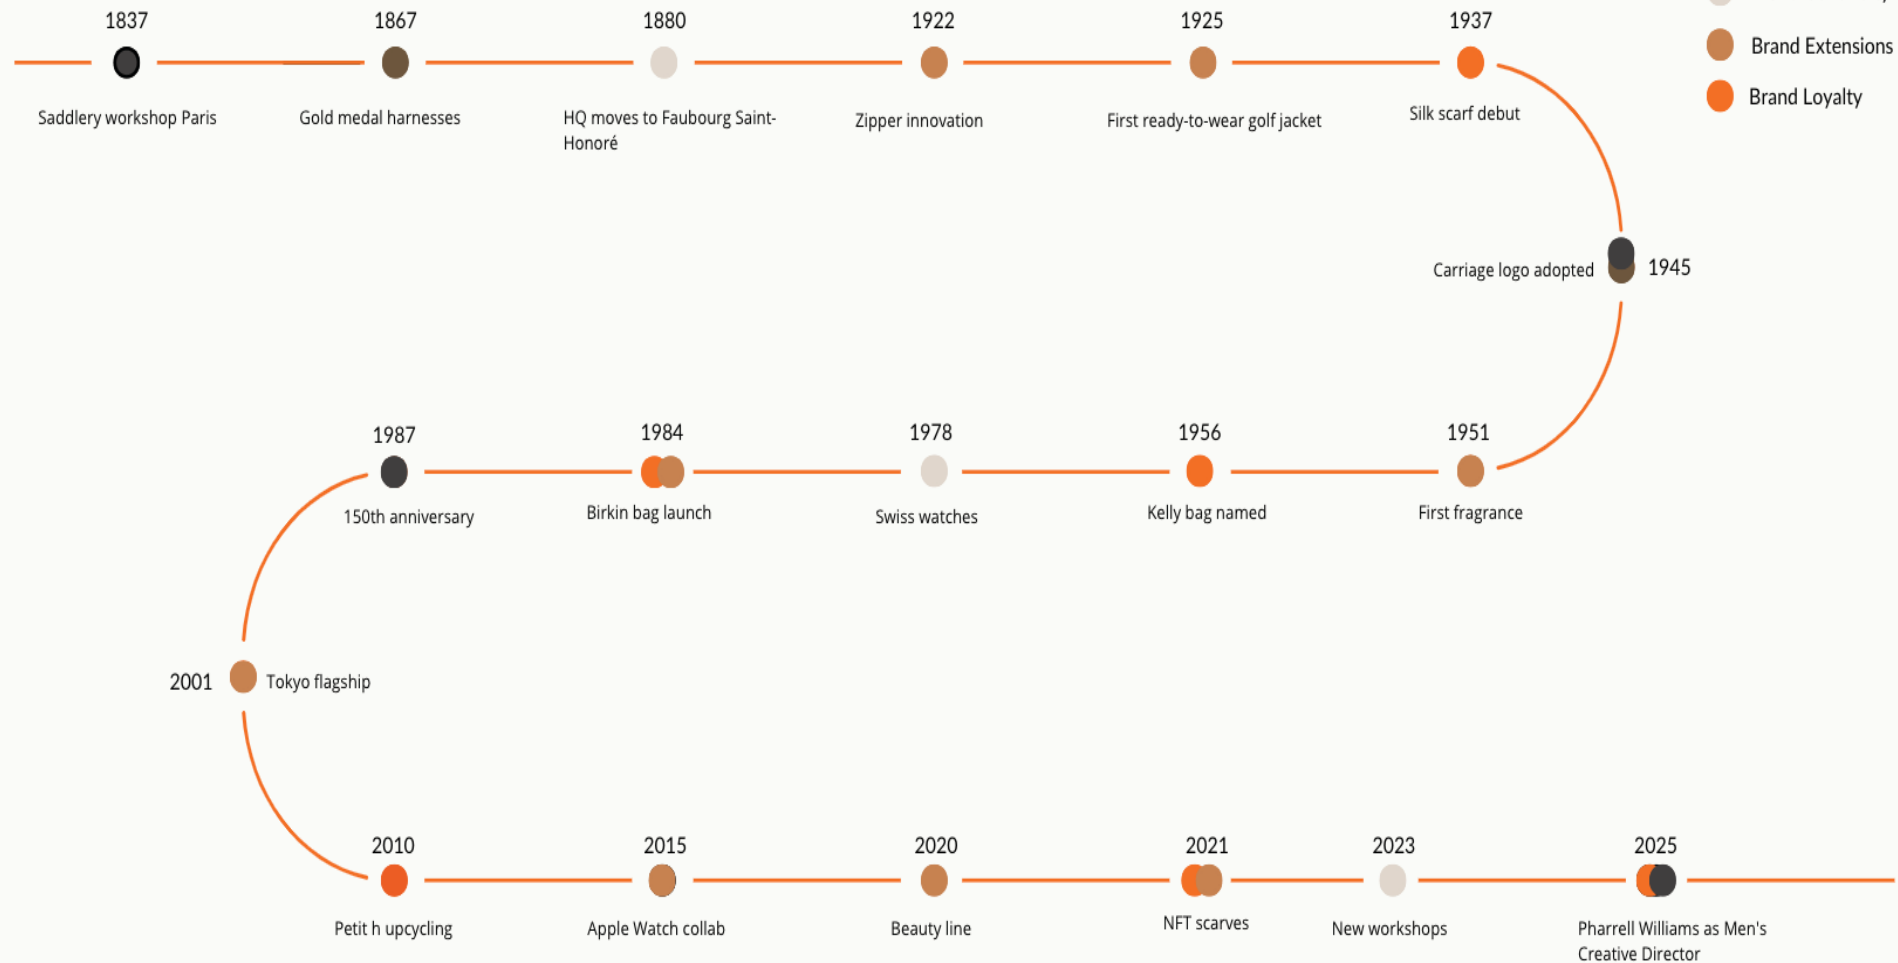 1837
1867
1880
1922
1925
1937
Brand Extensions
Brand Loyalty
Saddlery workshop Paris
Gold medal harnesses
HQ moves to Faubourg Saint-
Honoré
Zipper innovation
First ready-to-wear golf jacket
Silk scarf debut
Carriage logo adopted
1945
1987
1984
1978
1956
1951
150th anniversary
Birkin bag launch
Swiss watches
Kelly bag named
First fragrance
2001
Tokyo flagship
2010
2015
2020
2021
2023
2025
Petit h upcycling
Apple Watch collab
Beauty line
NFT scarves
New workshops
Pharrell Williams as Men's
Creative Director